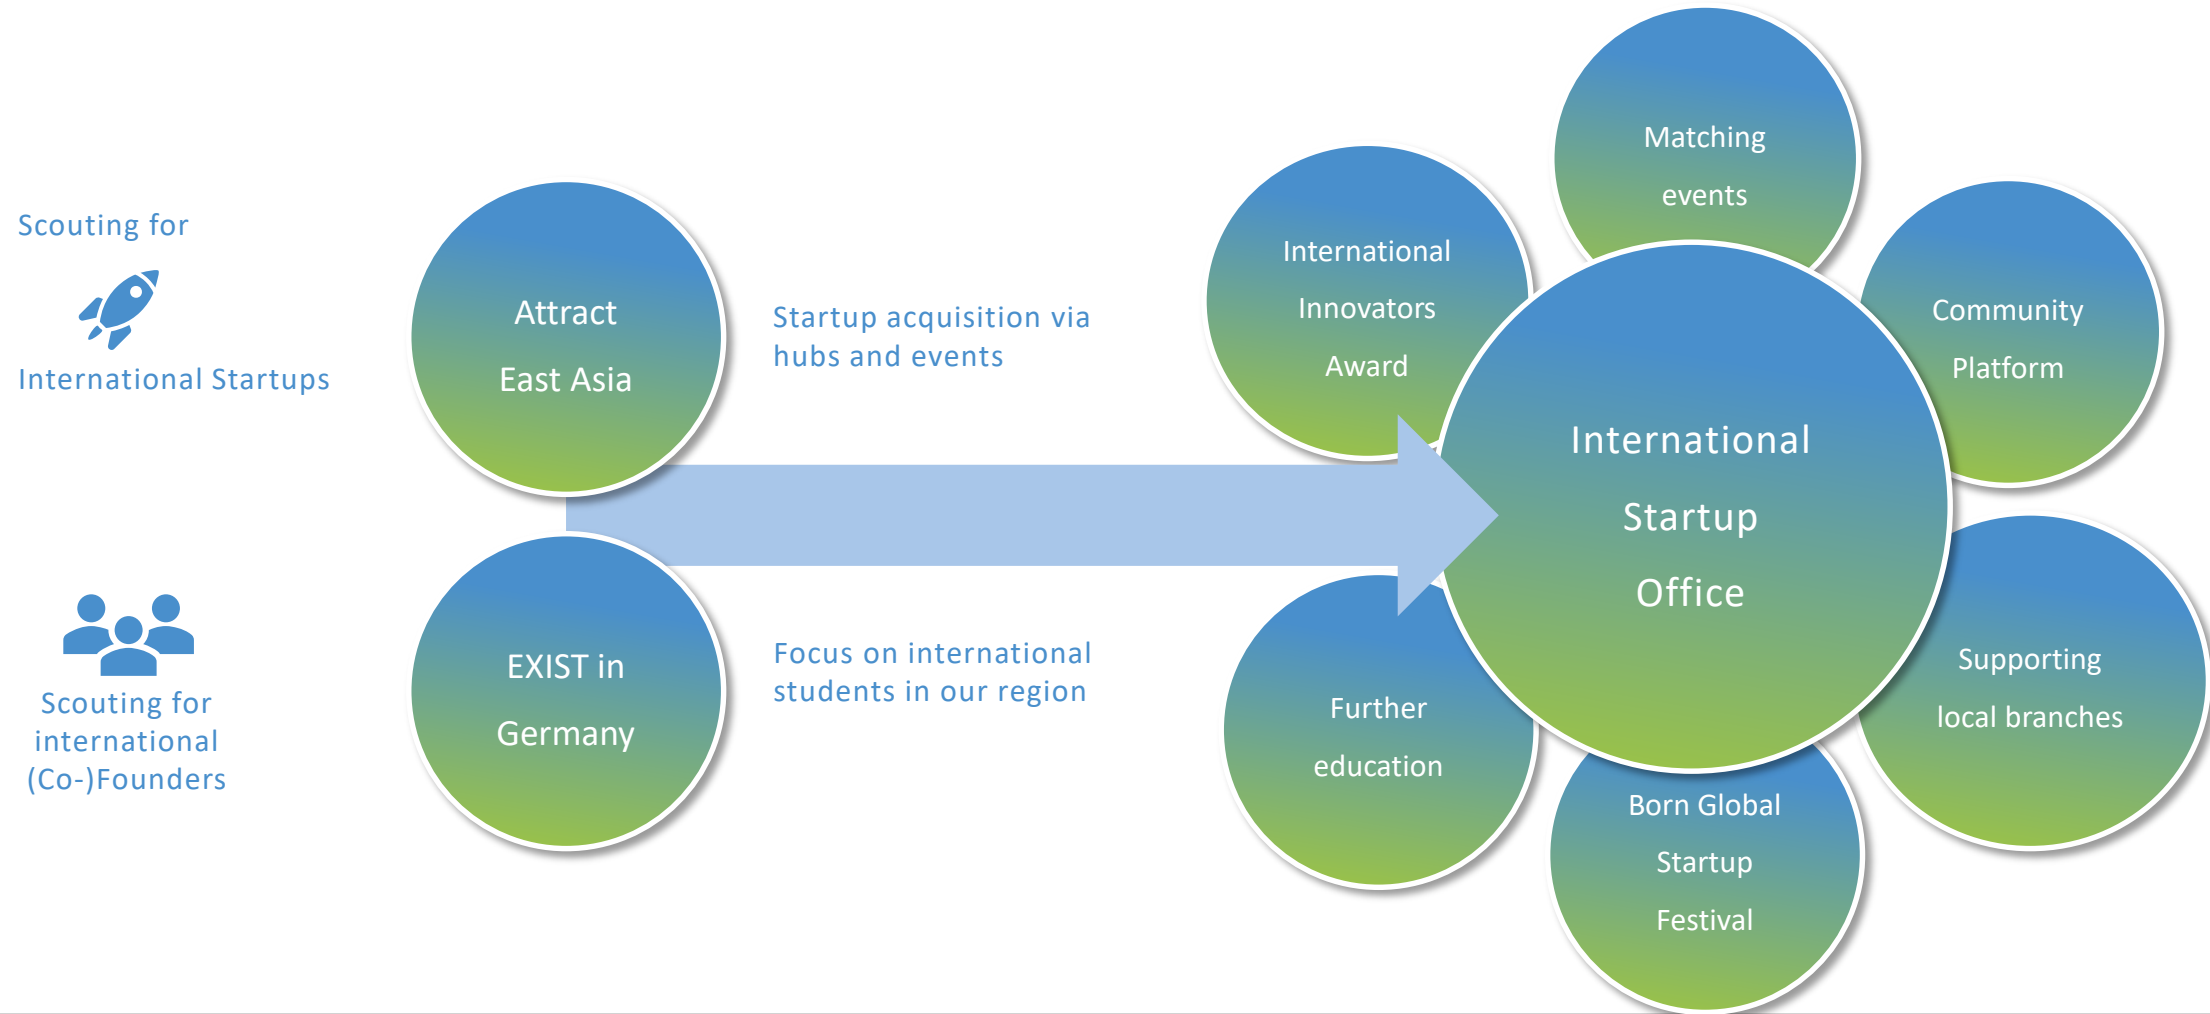 Scouting for
International Startups
Attract
East Asia
Startup acquisition via
hubs and events
Scouting for
international
(Co-)Founders
EXIST in
Germany
Focus on international
students in our region
International
Startup
Office
International
Innovators
Award
Matching
events
Community
Platform
Supporting
local branches
Born Global
Startup
Festival
Further
education